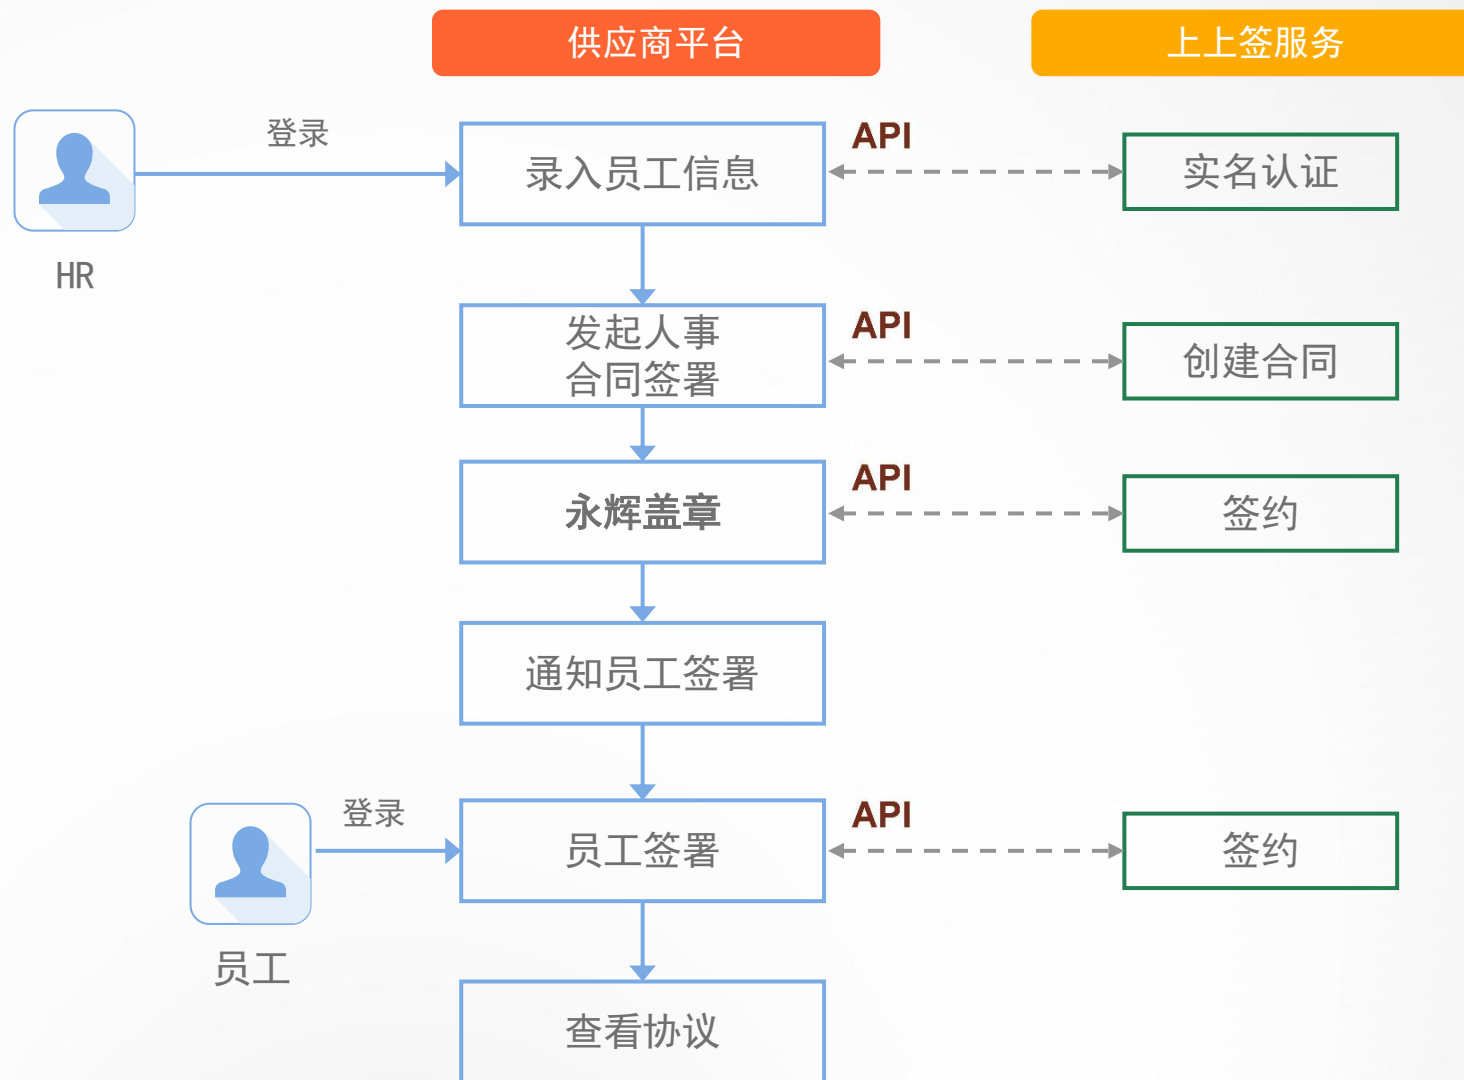 供应商平台
上上签服务
登录
录入员工信息
API
实名认证
HR
发起人事
合同签署
API
创建合同
永辉盖章
API
签约
通知员工签署
登录
员工签署
API
签约
员工
查看协议